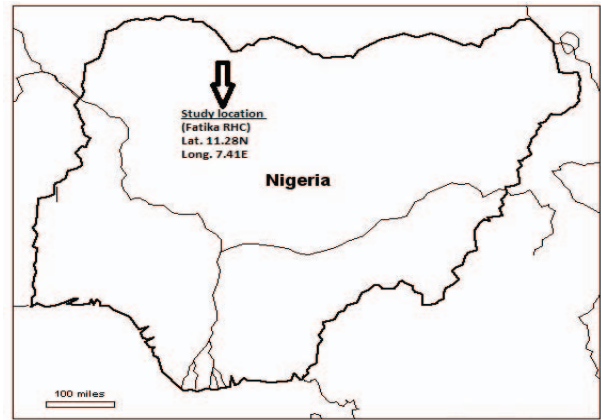 Study location
(Fatika RHC)
Lat. 11.28N
Long. 7.41E
Nigeria
100 miles